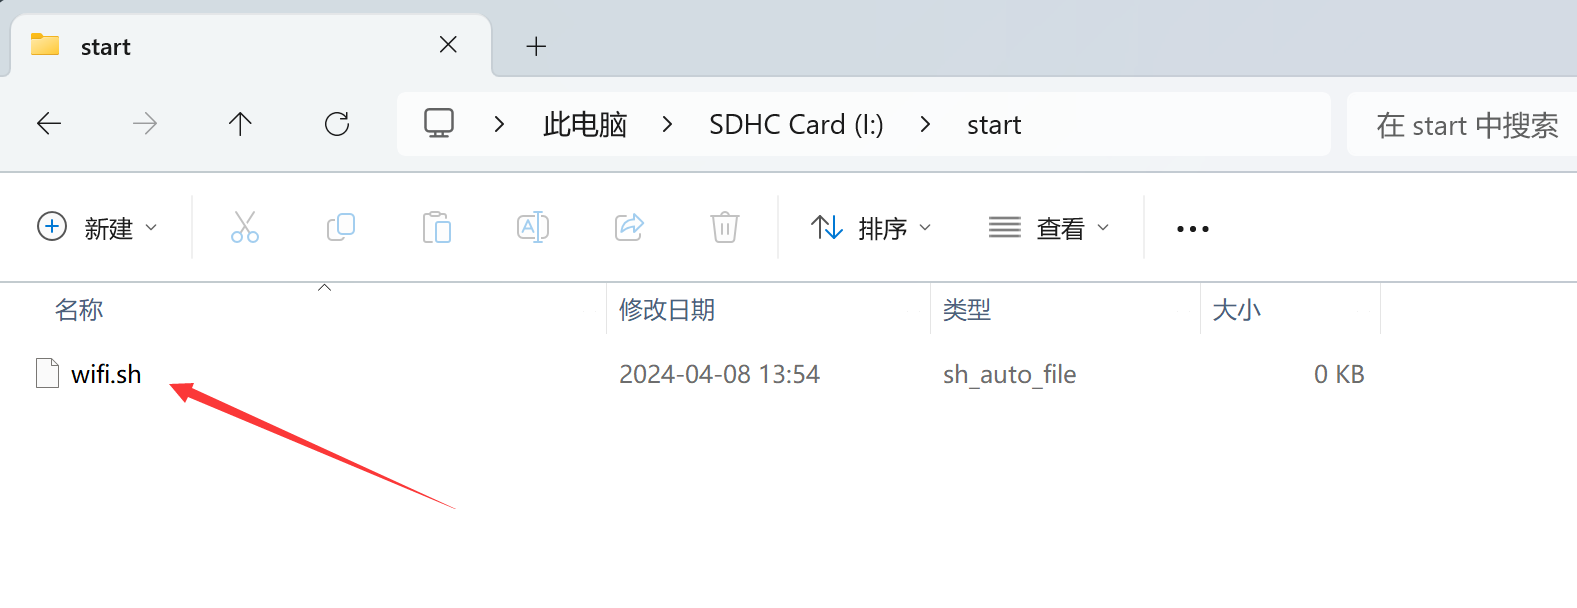 start
此电脑 SDHC Card (I:) start
在 start 中搜索
新建 排序 查看
名称 修改日期 类型 大小
wifi.sh 2024-04-08 13:54 sh_auto_file 0 KB